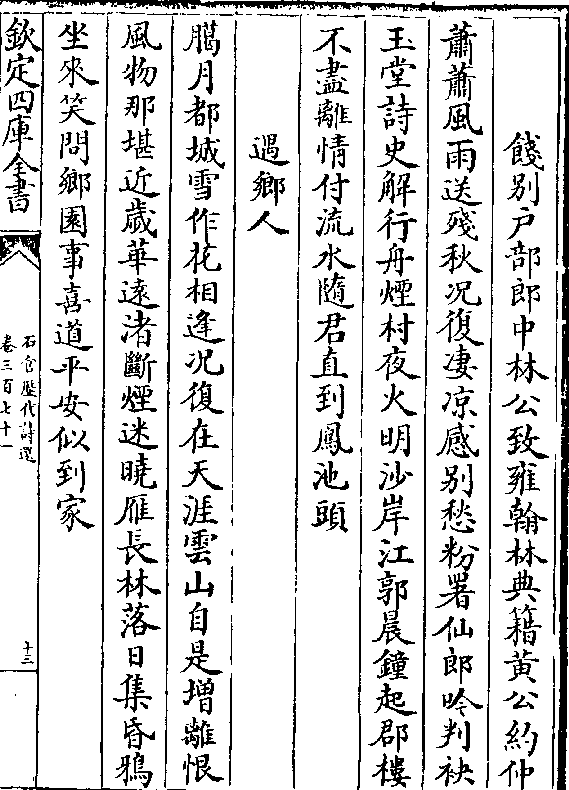 餞别户部郎中林公致雍翰林典籍黄公約仲
蕭蕭風雨送殘秋况復凄凉感别愁粉署仙郎吟判袂
玉堂詩史解行舟煙村夜火明沙岸江郭晨鐘起郡樓
不盡離情付流水隨君直到鳳池頭
遇鄉人
臈月都城雪作花相逢况復在天涯雲山自是增離恨
風物那堪近歳華遠渚斷煙迷曉雁長林落日集昏鴉
坐來笑問鄉園事喜道平安似到家
欽定四庫全書
石倉歷代詩選
卷三百七十一
十三